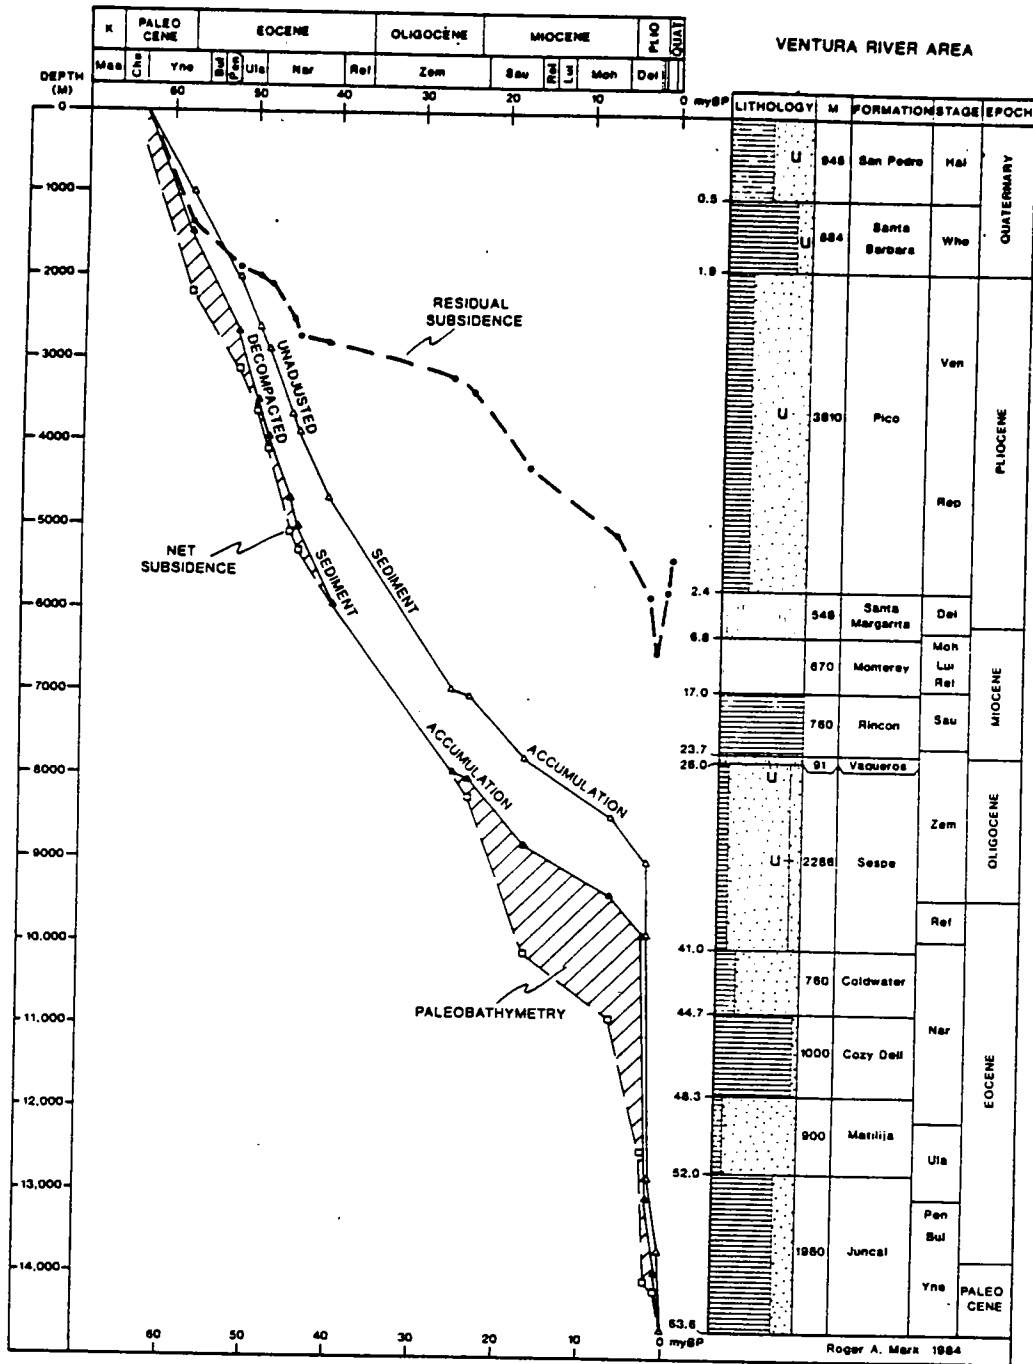 K PALEO CENE EOCENE OLIGOCENE MIOCENE PLIO QUAT
Maa Che Yne Bul Pen Ula Nar Ref Zem Sau Rel Lui Moh Del
DEPTH (M)
60 50 40 30 20 10 0 myBP
0
1000
2000
3000
4000
5000
6000
7000
8000
9000
10.000
11,000
12,000
13,000
14,000
RESIDUAL
SUBSIDENCE
UNADJUSTED
SEDIMENT
ACCUMULATION
DECOMPACTED
SEDIMENT
ACCUMULATION
NET
SUBSIDENCE
PALEOBATHYMETRY
60 50 40 30 20 10 0 myBP
VENTURA RIVER AREA
LITHOLOGY M FORMATION STAGE EPOCH
U 948 San Pedro Hal
0.5
U 884 Santa Barbara Whe
QUATERNARY
1.9
U 3810 Pico Ven
Rep
PLIOCENE
2.4
548 Santa Margarita Del
6.8
670 Monterey Moh
Lui
Rel
17.0
760 Rincon Sau
MIOCENE
23.7
91 Vaqueros
26.0
U
U 2286 Sespe Zem
OLIGOCENE
Ref
41.0
760 Coldwater
44.7
Nar
1000 Cozy Dell
48.3
900 Matilija
Ula
52.0
EOCENE
Pen
Bul
1980 Juncal
Yne
PALEO
CENE
63.6
Roger A. Mark 1984